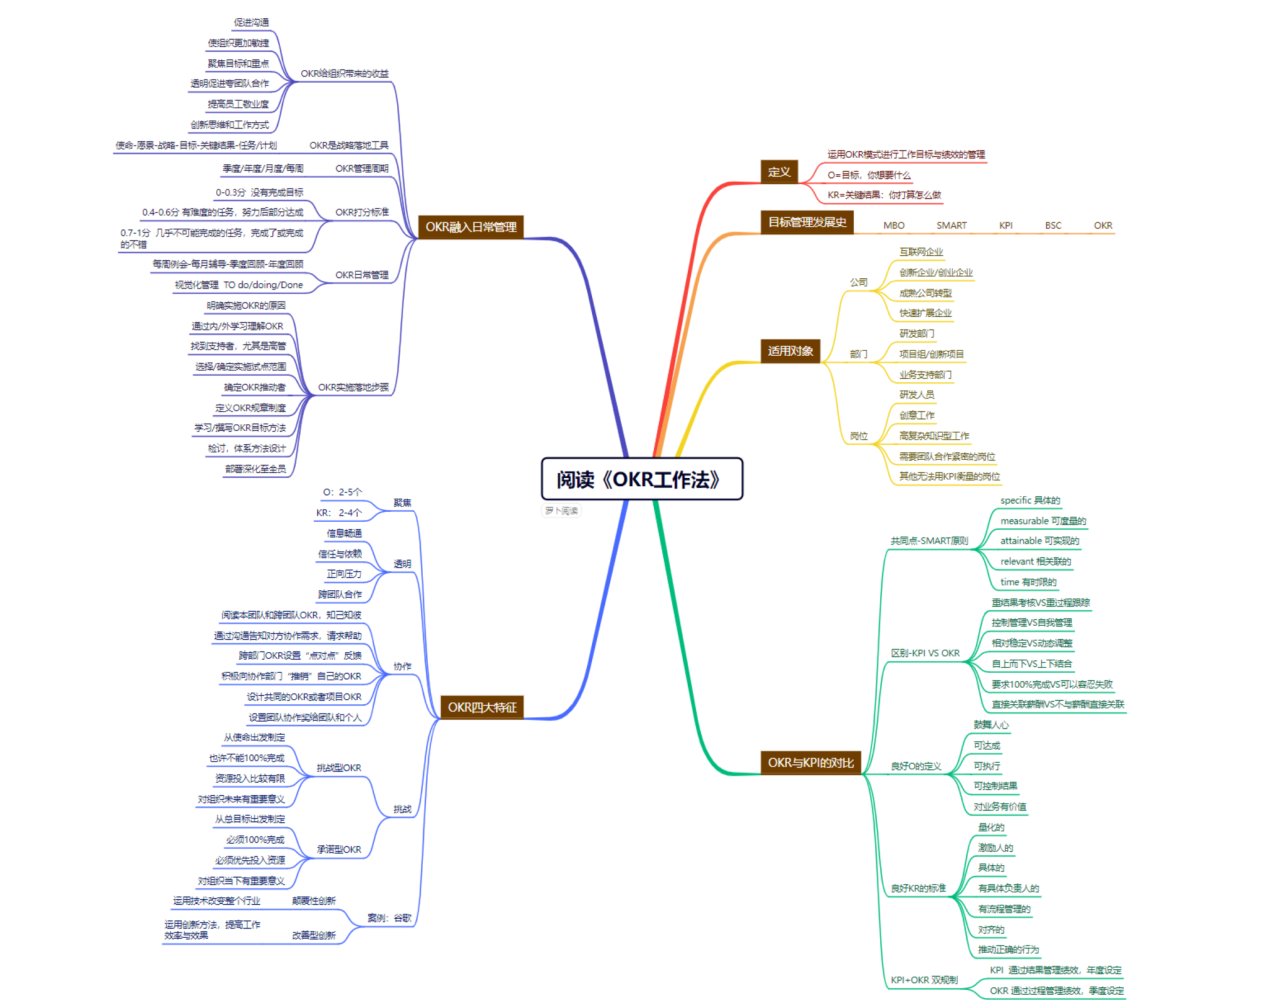 阅读《OKR工作法》
萝卜阅读
定义
运用OKR模式进行工作目标与绩效的管理
O=目标，你想要什么
KR=关键结果：你打算怎么做
目标管理发展史
MBO
SMART
KPI
BSC
OKR
适用对象
公司
互联网企业
创新企业/创业企业
成熟公司转型
快速扩展企业
部门
研发部门
项目组/创新项目
业务支持部门
岗位
研发人员
创意工作
高复杂知识型工作
需要团队合作紧密的岗位
其他无法用KPI衡量的岗位
OKR与KPI的对比
共同点-SMART原则
specific 具体的
measurable 可度量的
attainable 可实现的
relevant 相关联的
time 有时限的
区别-KPI VS OKR
重结果考核VS重过程跟踪
控制管理VS自我管理
相对稳定VS动态调整
自上而下VS上下结合
要求100%完成VS可以容忍失败
直接关联薪酬VS不与薪酬直接关联
良好O的定义
鼓舞人心
可达成
可执行
可控制结果
对业务有价值
良好KR的标准
量化的
激励人的
具体的
有具体负责人的
有流程管理的
对齐的
推动正确的行为
KPI+OKR 双规制
KPI 通过结果管理绩效，年度设定
OKR 通过过程管理绩效，季度设定
OKR融入日常管理
OKR给组织带来的收益
促进沟通
使组织更加敏捷
聚焦目标和重点
透明促进夸团队合作
提高员工敬业度
创新思维和工作方式
OKR是战略落地工具
使命-愿景-战略-目标-关键结果-任务/计划
OKR管理周期
季度/年度/月度/每周
OKR打分标准
0-0.3分 没有完成目标
0.4-0.6分 有难度的任务，努力后部分达成
0.7-1分 几乎不可能完成的任务，完成了或完成
的不错
OKR日常管理
每周例会-每月辅导-季度回顾-年度回顾
视觉化管理 TO do/doing/Done
OKR实施落地步骤
明确实施OKR的原因
通过内/外学习理解OKR
找到支持者，尤其是高管
选择/确定实施试点范围
确定OKR推动者
定义OKR规章制度
学习/撰写OKR目标方法
检讨，体系方法设计
部署深化至全员
OKR四大特征
聚焦
O：2-5个
KR： 2-4个
透明
信息畅通
信任与依赖
正向压力
跨团队合作
协作
阅读本团队和跨团队OKR，知己知彼
通过沟通告知对方协作需求，请求帮助
跨部门OKR设置“点对点”反馈
积极向协作部门“推销”自己的OKR
设计共同的OKR或者项目OKR
设置团队协作奖给团队和个人
挑战
挑战型OKR
从使命出发制定
也许不能100%完成
资源投入比较有限
对组织未来有重要意义
承诺型OKR
从总目标出发制定
必须100%完成
必须优先投入资源
对组织当下有重要意义
案例：谷歌
颠覆性创新
运用技术改变整个行业
改善型创新
运用创新方法，提高工作
效率与效果